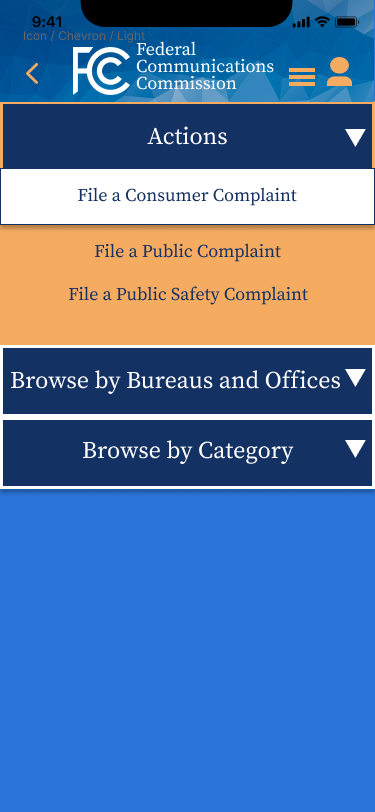 9:41
Icon / Chevron / Light
FCC
Federal
Communications
Commission
Actions
File a Consumer Complaint
File a Public Complaint
File a Public Safety Complaint
Browse by Bureaus and Offices
Browse by Category